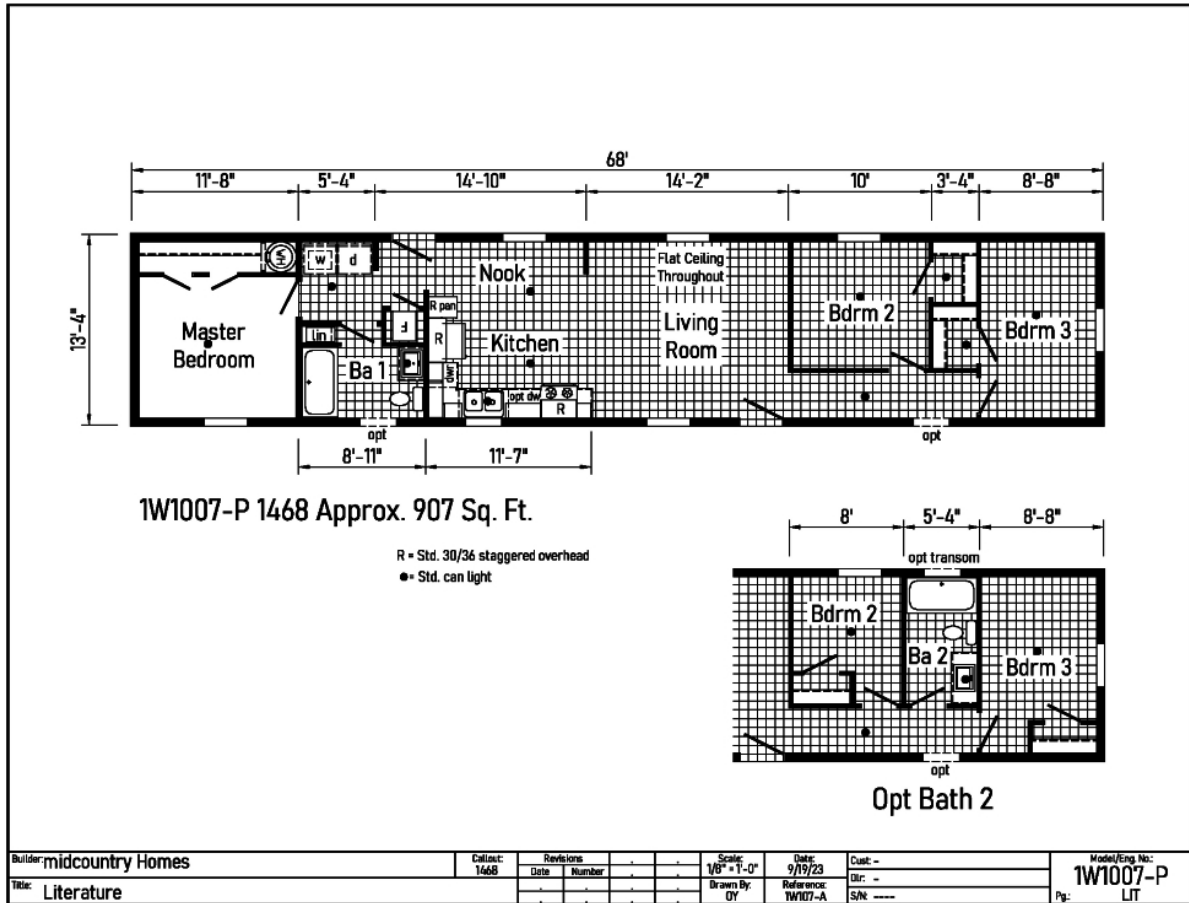 68'
11'-8" 5'-4" 14'-10" 14'-2" 10' 3'-4" 8'-8"
13'-4"
WH
w d
Nook
Flat Ceiling
Throughout
Master
Bedroom
lin
F
R pan
R
Kitchen
Living
Room
Bdrm 2
Bdrm 3
Ba 1
dwr
opt dw
R
opt
opt
8'-11" 11'-7"
1W1007-P 1468 Approx. 907 Sq. Ft.
R = Std. 30/36 staggered overhead
●= Std. can light
8' 5'-4" 8'-8"
opt transom
Bdrm 2
Ba 2
Bdrm 3
opt
Opt Bath 2
Builder: midcountry Homes
Title: Literature
Callout:
1468
Revisions
Date Number
Scale:
1/8" = 1'-0"
Drawn By:
OY
Date:
9/19/23
Reference:
1W107-A
Cust: -
Dlr: -
S/N: ----
Model/Eng. No.:
1W1007-P
Pg.: LIT